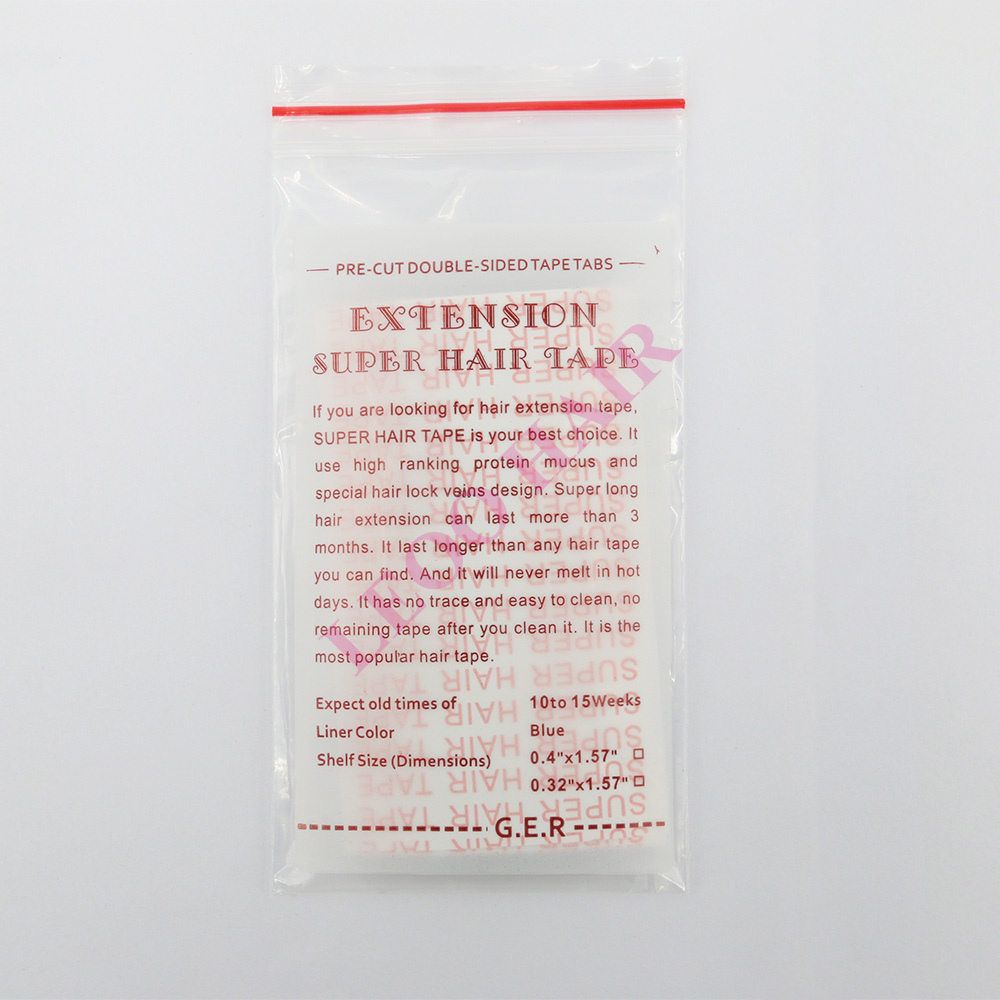 — PRE-CUT DOUBLE-SIDED TAPE TABS —
EXTENSION
SUPER HAIR TAPE
If you are looking for hair extension tape,
SUPER HAIR TAPE is your best choice. It
use high ranking protein mucus and
special hair lock veins design. Super long
hair extension can last more than 3
months. It last longer than any hair tape
you can find. And it will never melt in hot
days. It has no trace and easy to clean, no
remaining tape after you clean it. It is the
most popular hair tape.
Expect old times of 10to 15Weeks
Liner Color Blue
Shelf Size (Dimensions) 0.4"x1.57" □
0.32"x1.57" □
G.E.R
LEQO HAIR
SUPER HAIR TAPE